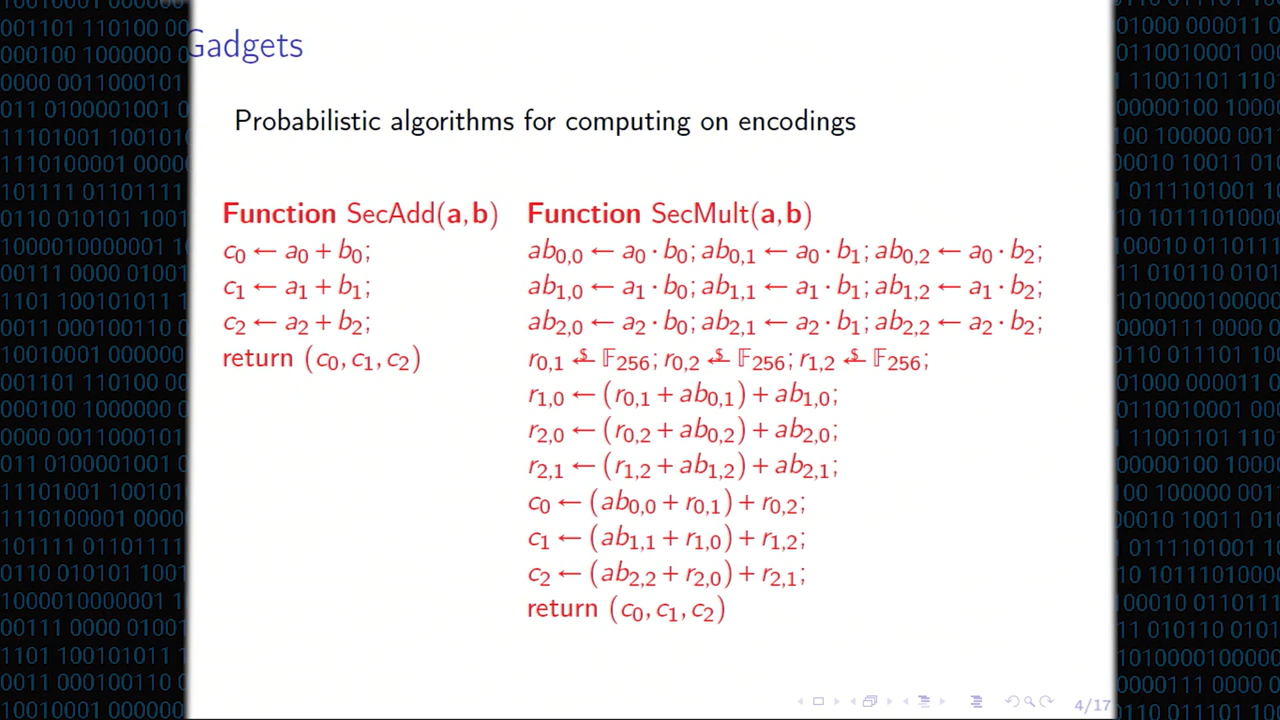 Gadgets
Probabilistic algorithms for computing on encodings
Function SecAdd(a,b)
c₀ ← a₀ + b₀;
c₁ ← a₁ + b₁;
c₂ ← a₂ + b₂;
return (c₀, c₁, c₂)
Function SecMult(a,b)
ab₀,₀ ← a₀ · b₀; ab₀,₁ ← a₀ · b₁; ab₀,₂ ← a₀ · b₂;
ab₁,₀ ← a₁ · b₀; ab₁,₁ ← a₁ · b₁; ab₁,₂ ← a₁ · b₂;
ab₂,₀ ← a₂ · b₀; ab₂,₁ ← a₂ · b₁; ab₂,₂ ← a₂ · b₂;
r₀,₁ ←$ 𝔽₂₅₆; r₀,₂ ←$ 𝔽₂₅₆; r₁,₂ ←$ 𝔽₂₅₆;
r₁,₀ ← (r₀,₁ + ab₀,₁) + ab₁,₀;
r₂,₀ ← (r₀,₂ + ab₀,₂) + ab₂,₀;
r₂,₁ ← (r₁,₂ + ab₁,₂) + ab₂,₁;
c₀ ← (ab₀,₀ + r₀,₁) + r₀,₂;
c₁ ← (ab₁,₁ + r₁,₀) + r₁,₂;
c₂ ← (ab₂,₂ + r₂,₀) + r₂,₁;
return (c₀, c₁, c₂)
4/17